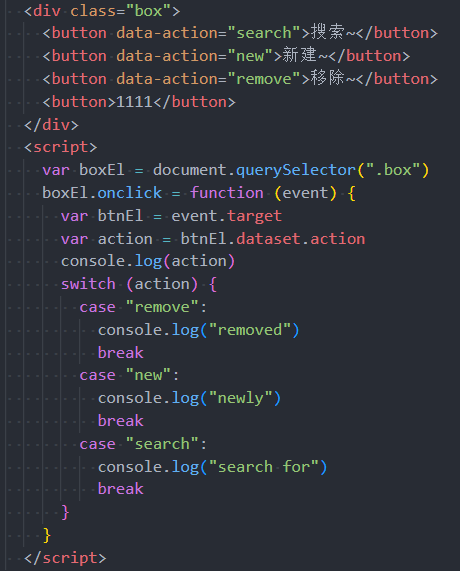 <div class="box">
<button data-action="search">搜索~</button>
<button data-action="new">新建~</button>
<button data-action="remove">移除~</button>
<button>1111</button>
</div>
<script>
var boxEl = document.querySelector(".box")
boxEl.onclick = function (event) {
var btnEl = event.target
var action = btnEl.dataset.action
console.log(action)
switch (action) {
case "remove":
console.log("removed")
break
case "new":
console.log("newly")
break
case "search":
console.log("search for")
break
}
}
</script>